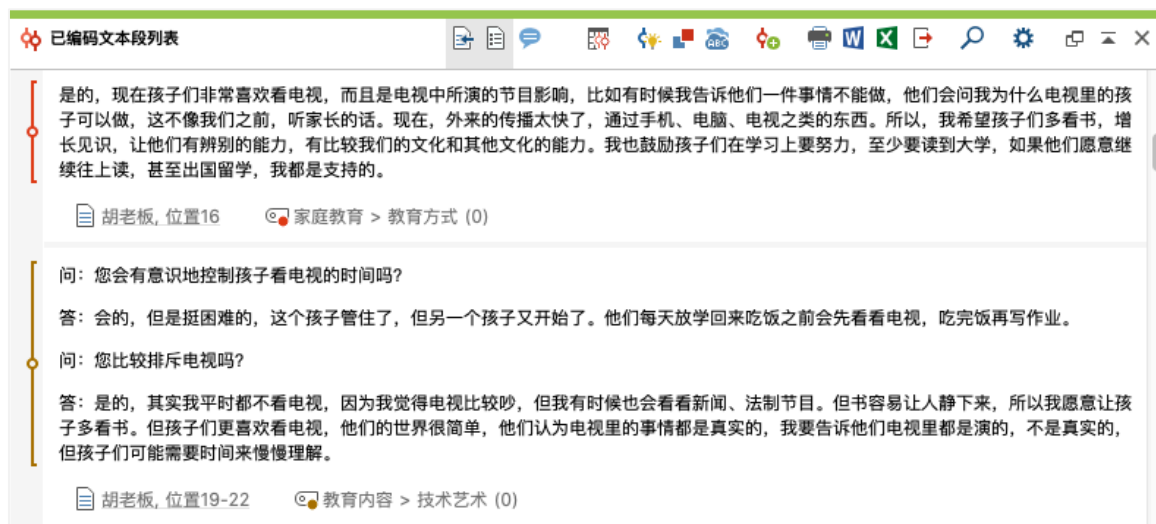 已编码文本段列表
ABC
W
X
是的，现在孩子们非常喜欢看电视，而且是电视中所演的节目影响，比如有时候我告诉他们一件事情不能做，他们会问我为什么电视里的孩
子可以做，这不像我们之前，听家长的话。现在，外来的传播太快了，通过手机、电脑、电视之类的东西。所以，我希望孩子们多看书，增
长见识，让他们有辨别的能力，有比较我们的文化和其他文化的能力。我也鼓励孩子们在学习上要努力，至少要读到大学，如果他们愿意继
续往上读，甚至出国留学，我都是支持的。
胡老板, 位置16 家庭教育 > 教育方式 (0)
问：您会有意识地控制孩子看电视的时间吗?
答：会的，但是挺困难的，这个孩子管住了，但另一个孩子又开始了。他们每天放学回来吃饭之前会先看看电视，吃完饭再写作业。
问：您比较排斥电视吗?
答：是的，其实我平时都不看电视，因为我觉得电视比较吵，但我有时候也会看看新闻、法制节目。但书容易让人静下来，所以我愿意让孩
子多看书。但孩子们更喜欢看电视，他们的世界很简单，他们认为电视里的事情都是真实的，我要告诉他们电视里都是演的，不是真实的，
但孩子们可能需要时间来慢慢理解。
胡老板, 位置19-22 教育内容 > 技术艺术 (0)